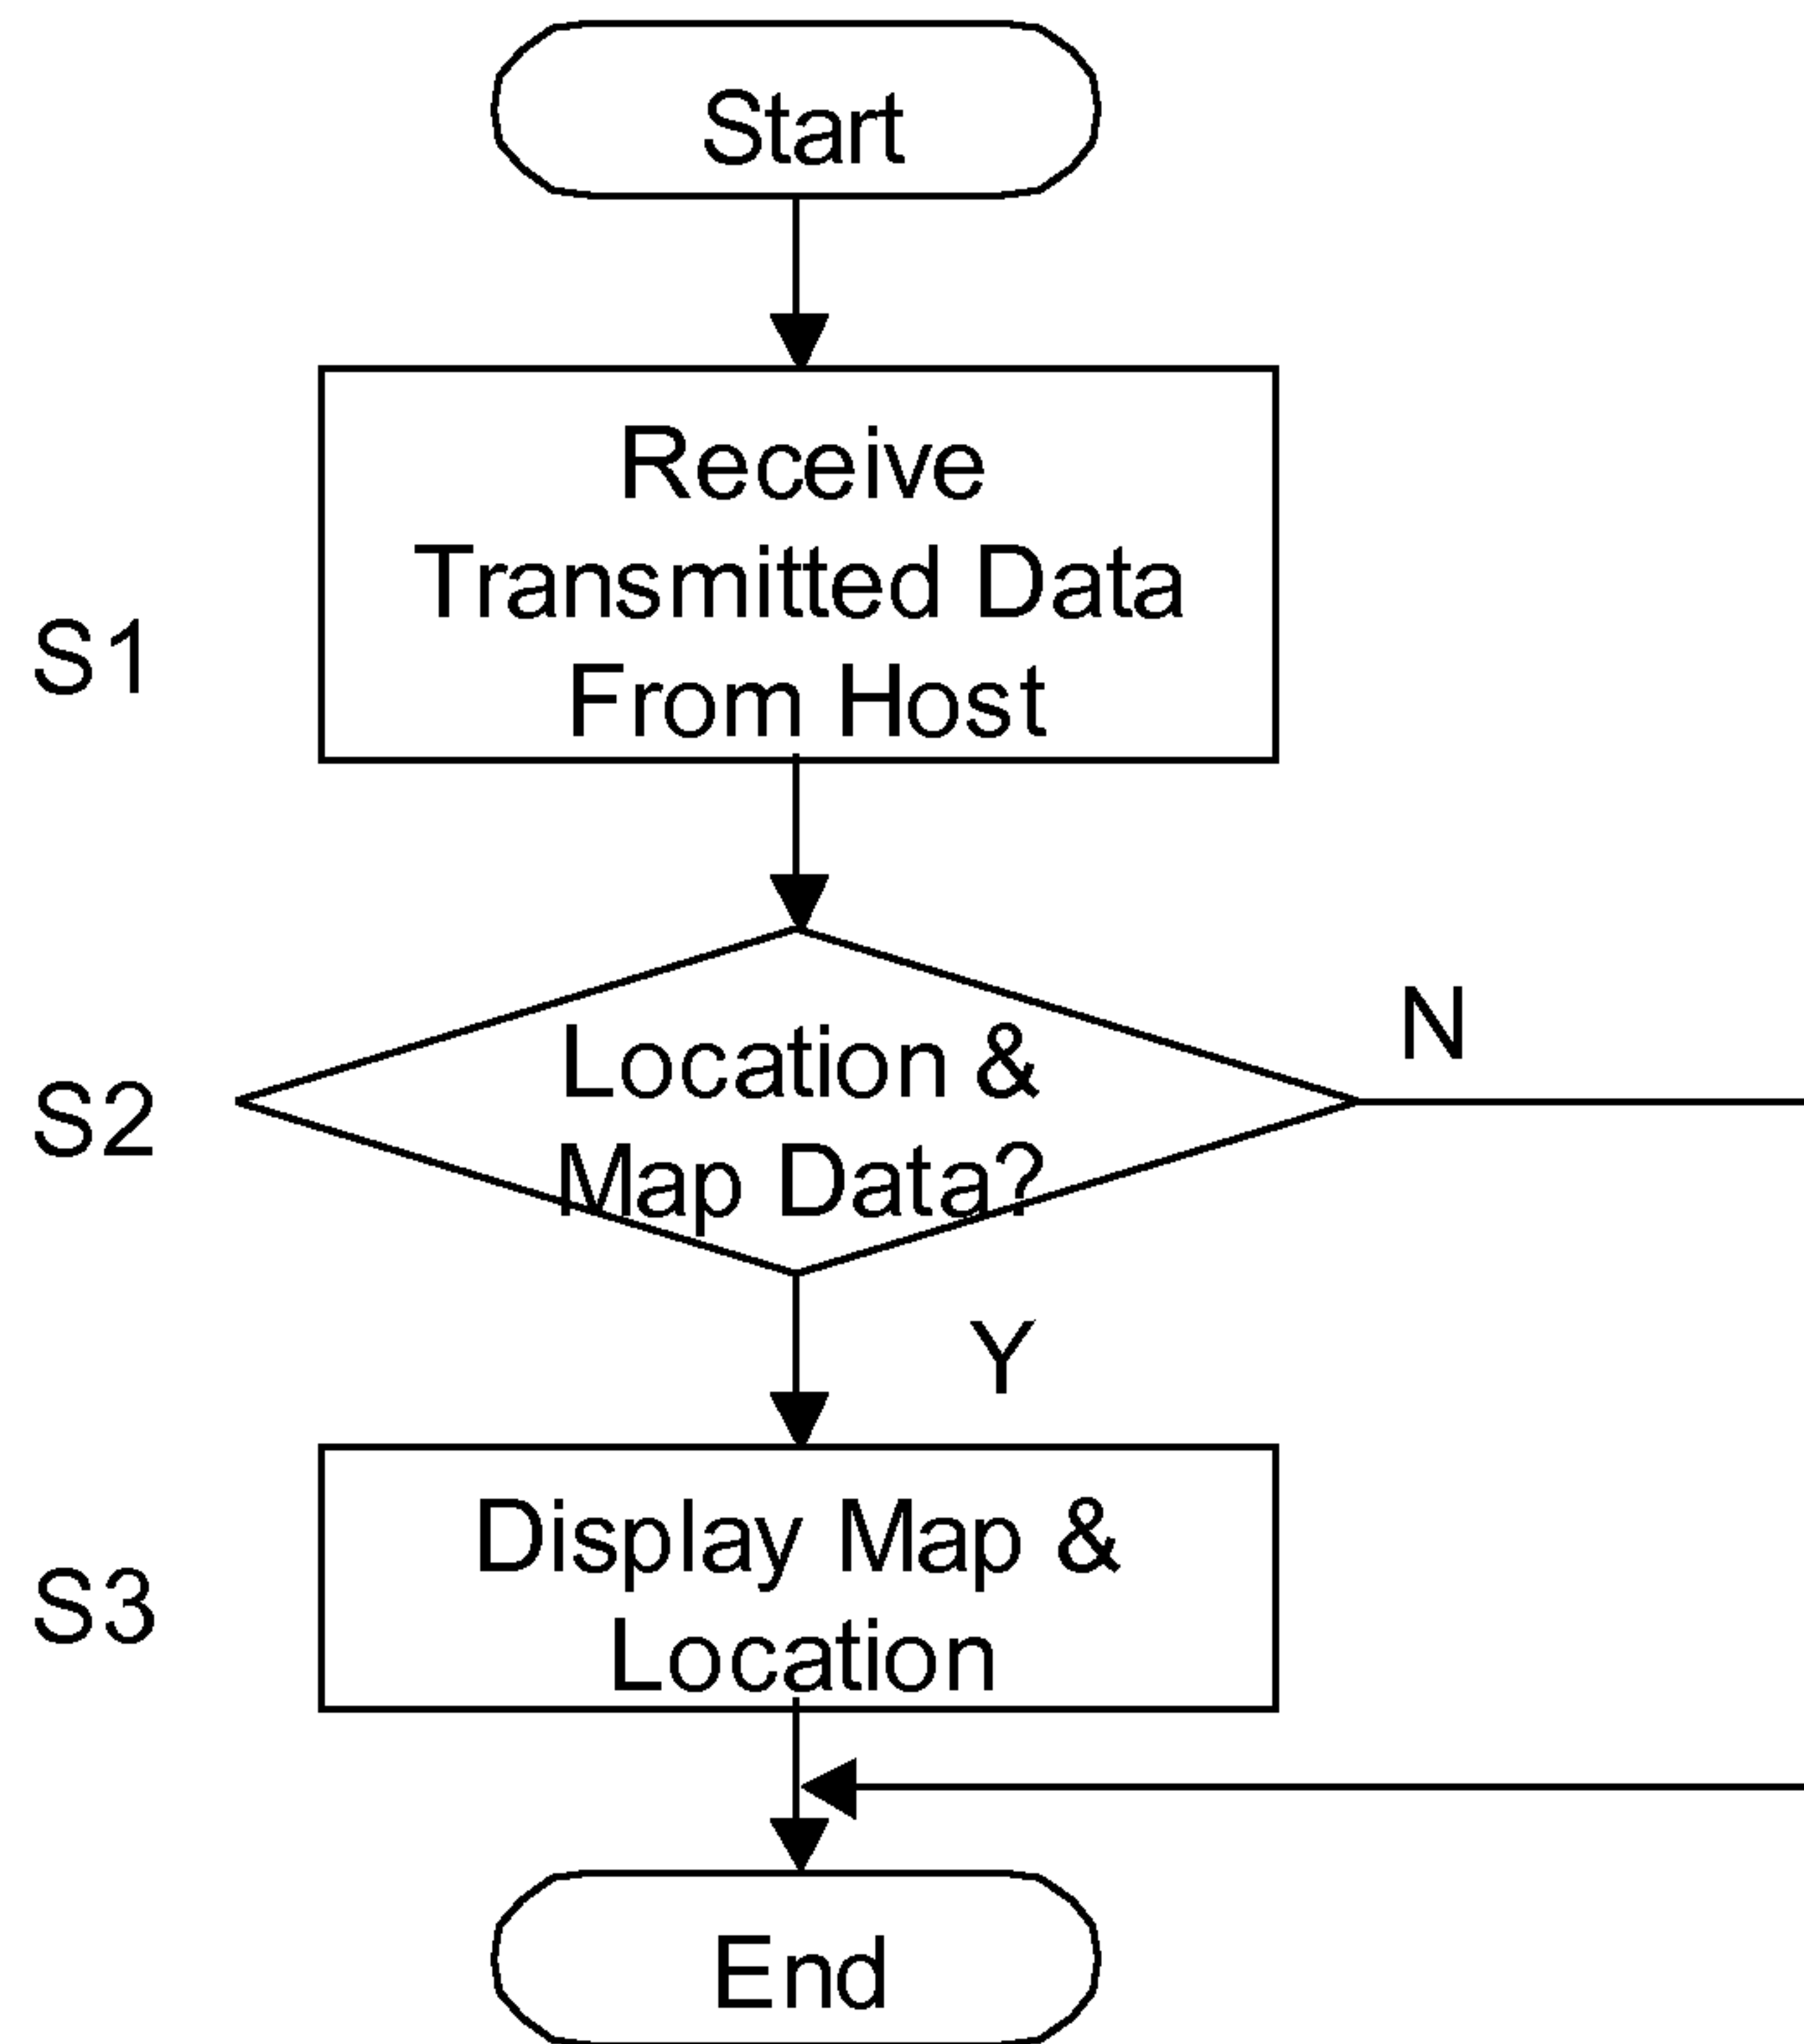 Start
Receive
Transmitted Data
From Host
S1
Location &
Map Data?
S2
N
Y
Display Map &
Location
S3
End